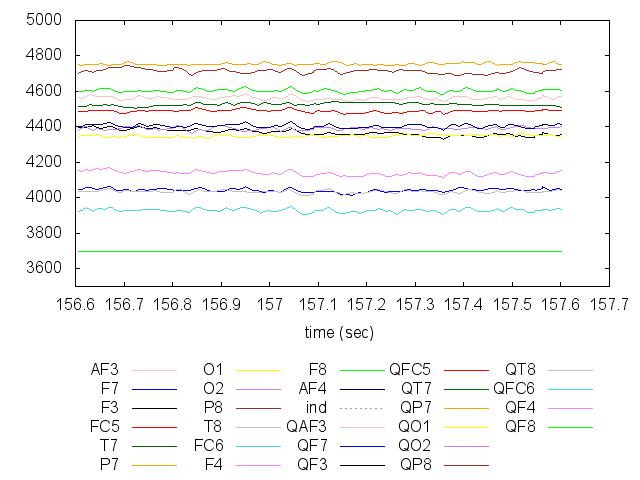 5000
4800
4600
4400
4200
4000
3800
3600
156.6 156.7 156.8 156.9 157 157.1 157.2 157.3 157.4 157.5 157.6 157.7
time (sec)
AF3 O1 F8 QFC5 QT8
F7 O2 AF4 QT7 QFC6
F3 P8 ind QP7 QF4
FC5 T8 QAF3 QO1 QF8
T7 FC6 QF7 QO2
P7 F4 QF3 QP8